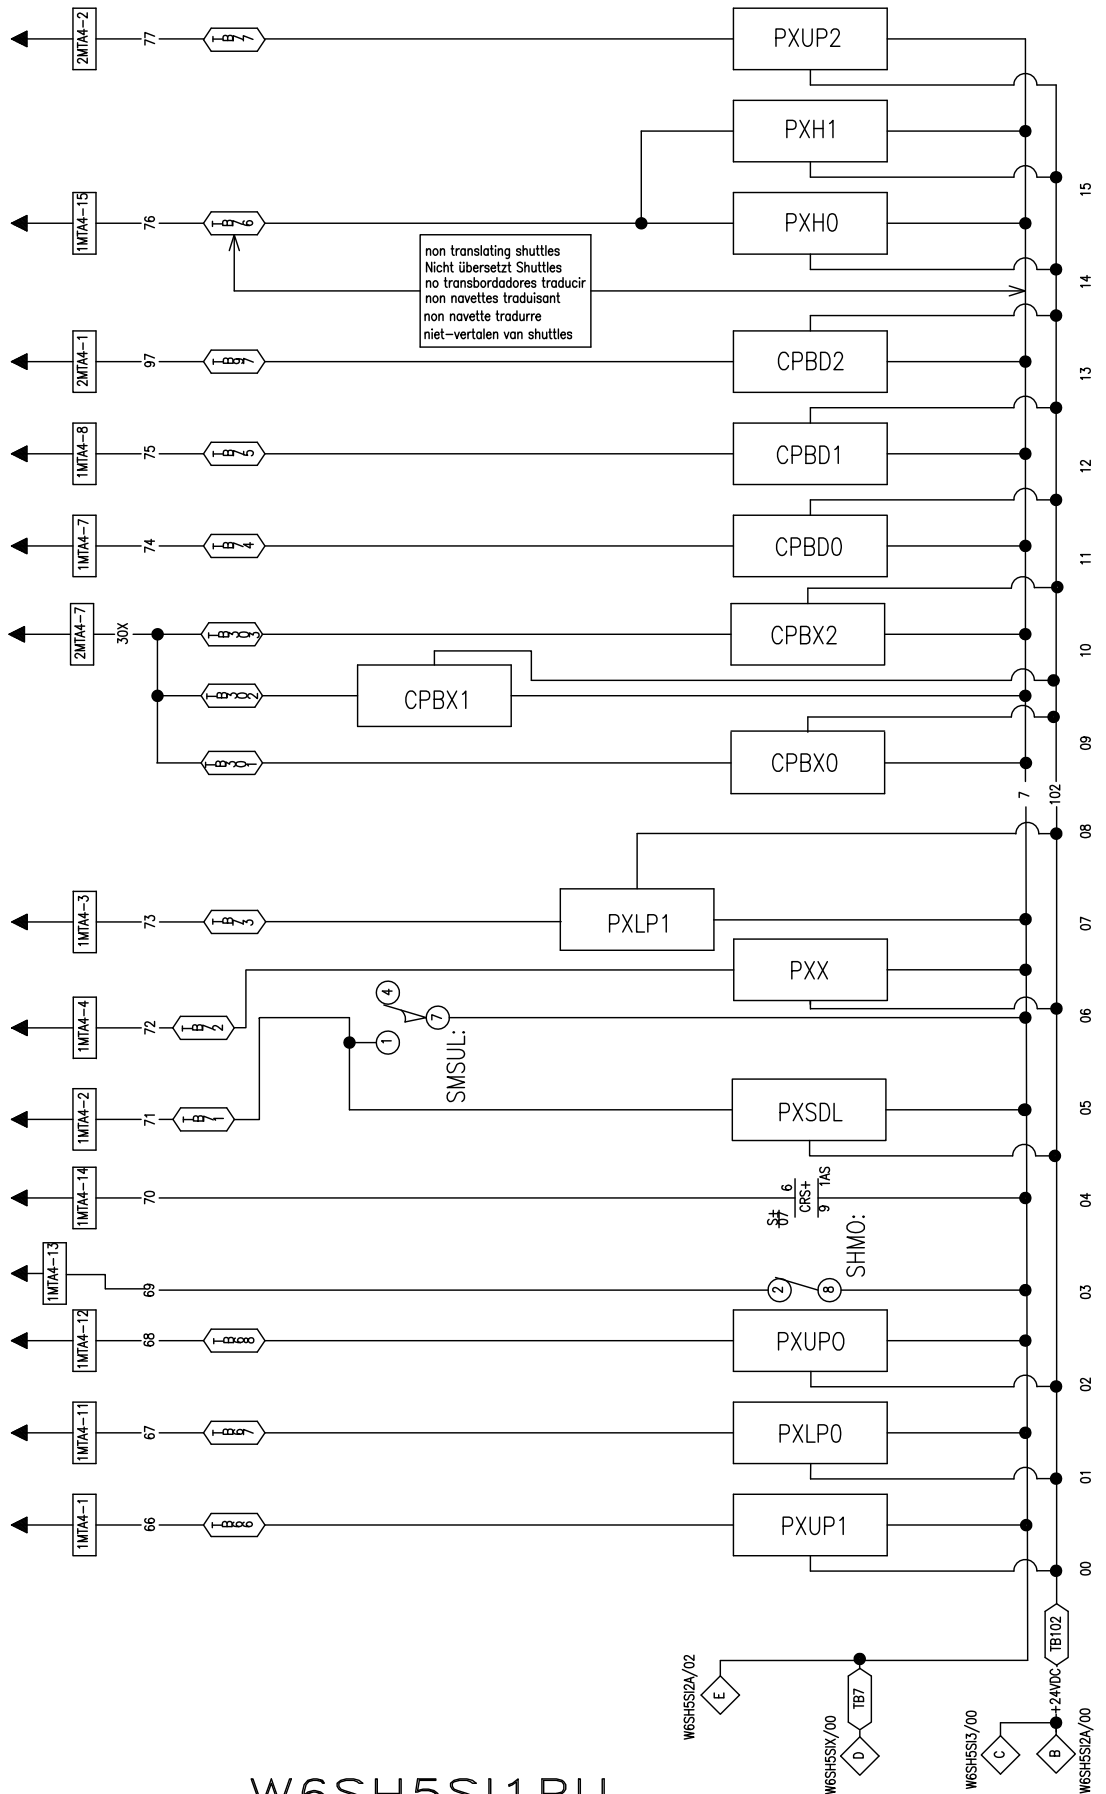 2MTA4-2
77
TB77
PXUP2
PXH1
15
1MTA4-15
76
TB76
PXH0
non translating shuttles
Nicht übersetzt Shuttles
no transbordadores traducir
non navettes traduisant
non navette tradurre
niet-vertalen van shuttles
14
2MTA4-1
97
TB97
CPBD2
13
1MTA4-8
75
TB75
CPBD1
12
1MTA4-7
74
TB74
CPBD0
11
2MTA4-7
30X
TB303
CPBX2
10
TB302
CPBX1
TB301
CPBX0
09
7
102
08
1MTA4-3
73
TB73
PXLP1
07
PXX
1MTA4-4
72
TB72
4
7
1
SMSUL:
06
1MTA4-2
71
TB71
PXSDL
05
1MTA4-14
70
S+
07
6
CRS+
9
1AS
04
1MTA4-13
69
2
8
SHMO:
03
1MTA4-12
68
TB68
PXUP0
02
1MTA4-11
67
TB67
PXLP0
01
1MTA4-1
66
TB66
PXUP1
00
W6SH5SI2A/02
E
W6SH5SIX/00
D
TB7
W6SH5SI3/00
C
B
+24VDC
TB102
W6SH5SI2A/00